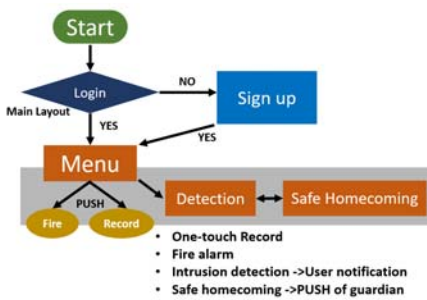 Start
Login
NO
Sign up
Main Layout
YES
YES
Menu
PUSH
Detection
Safe Homecoming
Fire
Record
• One-touch Record
• Fire alarm
• Intrusion detection ->User notification
• Safe homecoming ->PUSH of guardian